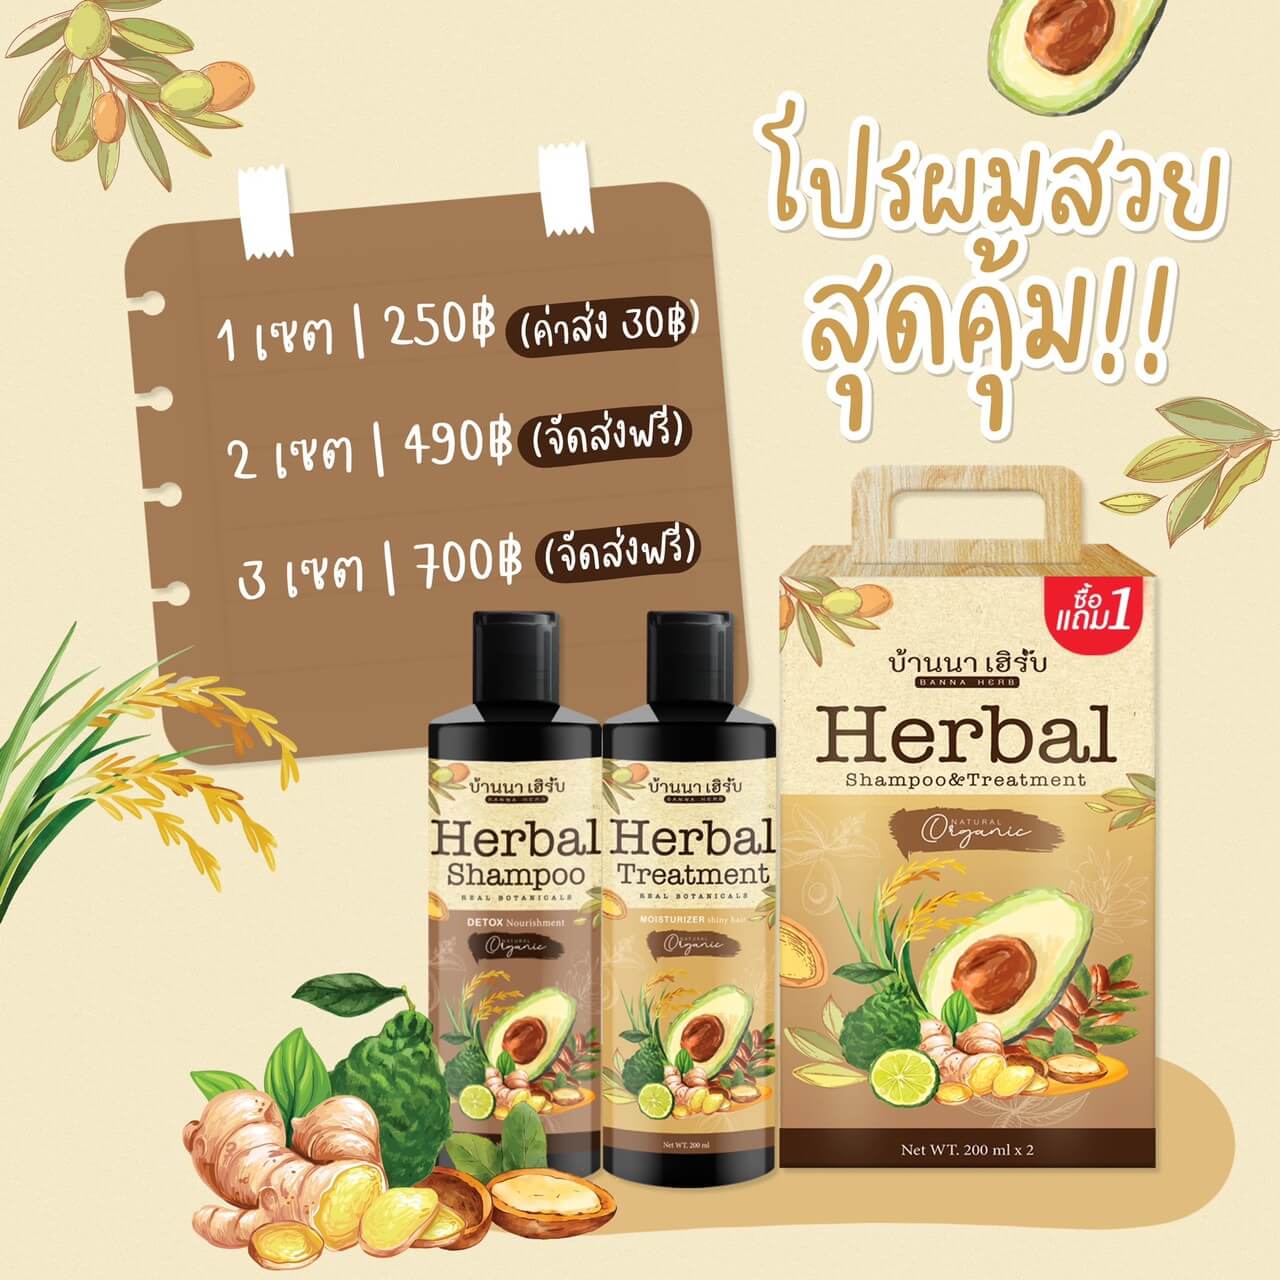 โปรผมสวย
สุดคุ้ม!!
1 เซต | 250฿ (ค่าส่ง 30฿)
2 เซต | 490฿ (จัดส่งฟรี)
3 เซต | 700฿ (จัดส่งฟรี)
ซื้อ
แถม 1
บ้านนา เฮิร์บ
BANNA HERB
Herbal
Shampoo&Treatment
NATURAL
Organic
Net WT. 200 ml x 2
บ้านนา เฮิร์บ
BANNA HERB
Herbal
Shampoo
REAL BOTANICALS
DETOX Nourishment
NATURAL
Organic
บ้านนา เฮิร์บ
BANNA HERB
Herbal
Treatment
REAL BOTANICALS
MOISTURIZER shiny hair
NATURAL
Organic
Net WT. 200 ml